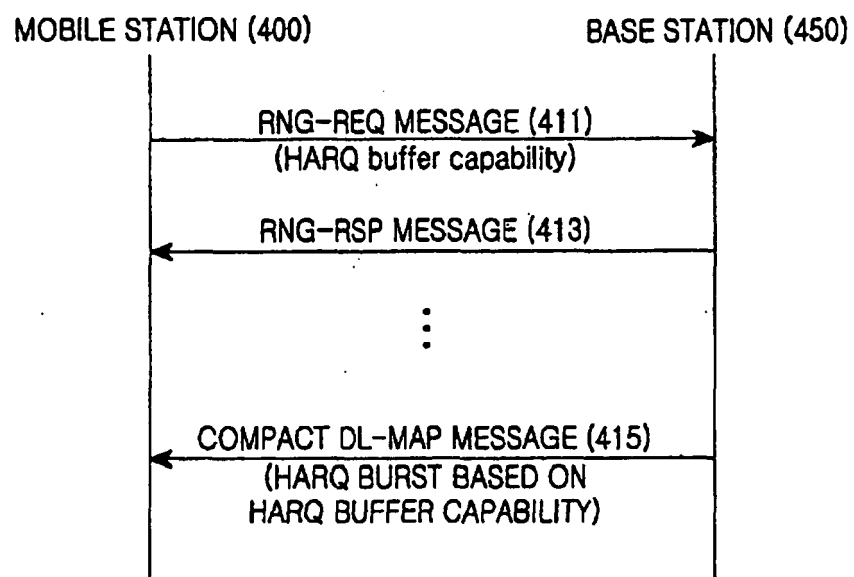 MOBILE STATION (400)
BASE STATION (450)
RNG-REQ MESSAGE (411)
(HARQ buffer capability)
RNG-RSP MESSAGE (413)
COMPACT DL-MAP MESSAGE (415)
(HARQ BURST BASED ON
HARQ BUFFER CAPABILITY)